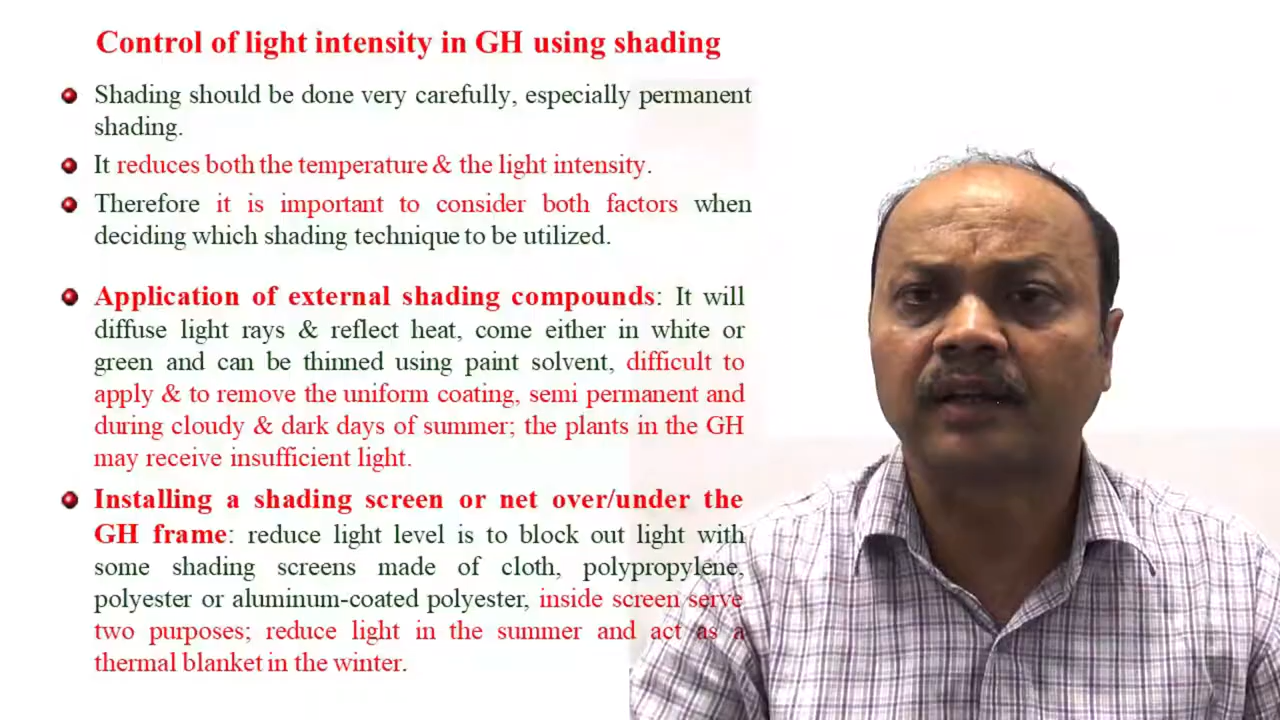 Control of light intensity in GH using shading
Shading should be done very carefully, especially permanent
shading.
It reduces both the temperature & the light intensity.
Therefore it is important to consider both factors when
deciding which shading technique to be utilized.
Application of external shading compounds: It will
diffuse light rays & reflect heat, come either in white or
green and can be thinned using paint solvent, difficult to
apply & to remove the uniform coating, semi permanent and
during cloudy & dark days of summer; the plants in the GH
may receive insufficient light.
Installing a shading screen or net over/under the
GH frame: reduce light level is to block out light with
some shading screens made of cloth, polypropylene,
polyester or aluminum-coated polyester, inside screen serve
two purposes; reduce light in the summer and act as a
thermal blanket in the winter.